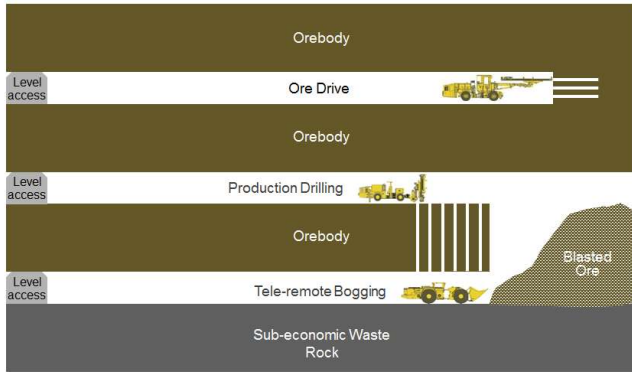 Orebody
Level
access
Ore Drive
Orebody
Level
access
Production Drilling
Orebody
Blasted
Ore
Level
access
Tele-remote Bogging
Sub-economic Waste
Rock